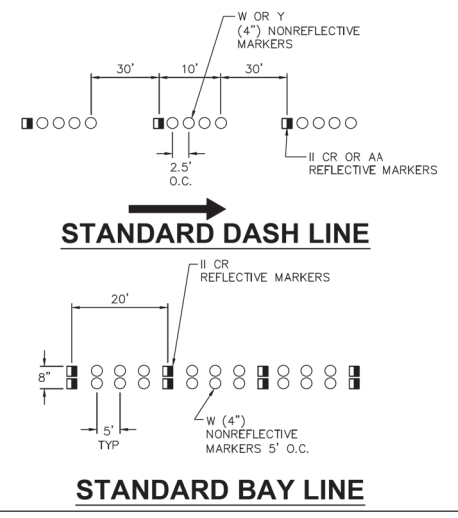 W OR Y
(4") NONREFLECTIVE
MARKERS
30' 10' 30'
2.5'
O.C.
II CR OR AA
REFLECTIVE MARKERS
STANDARD DASH LINE
II CR
REFLECTIVE MARKERS
20'
8"
5'
TYP
W (4")
NONREFLECTIVE
MARKERS 5' O.C.
STANDARD BAY LINE